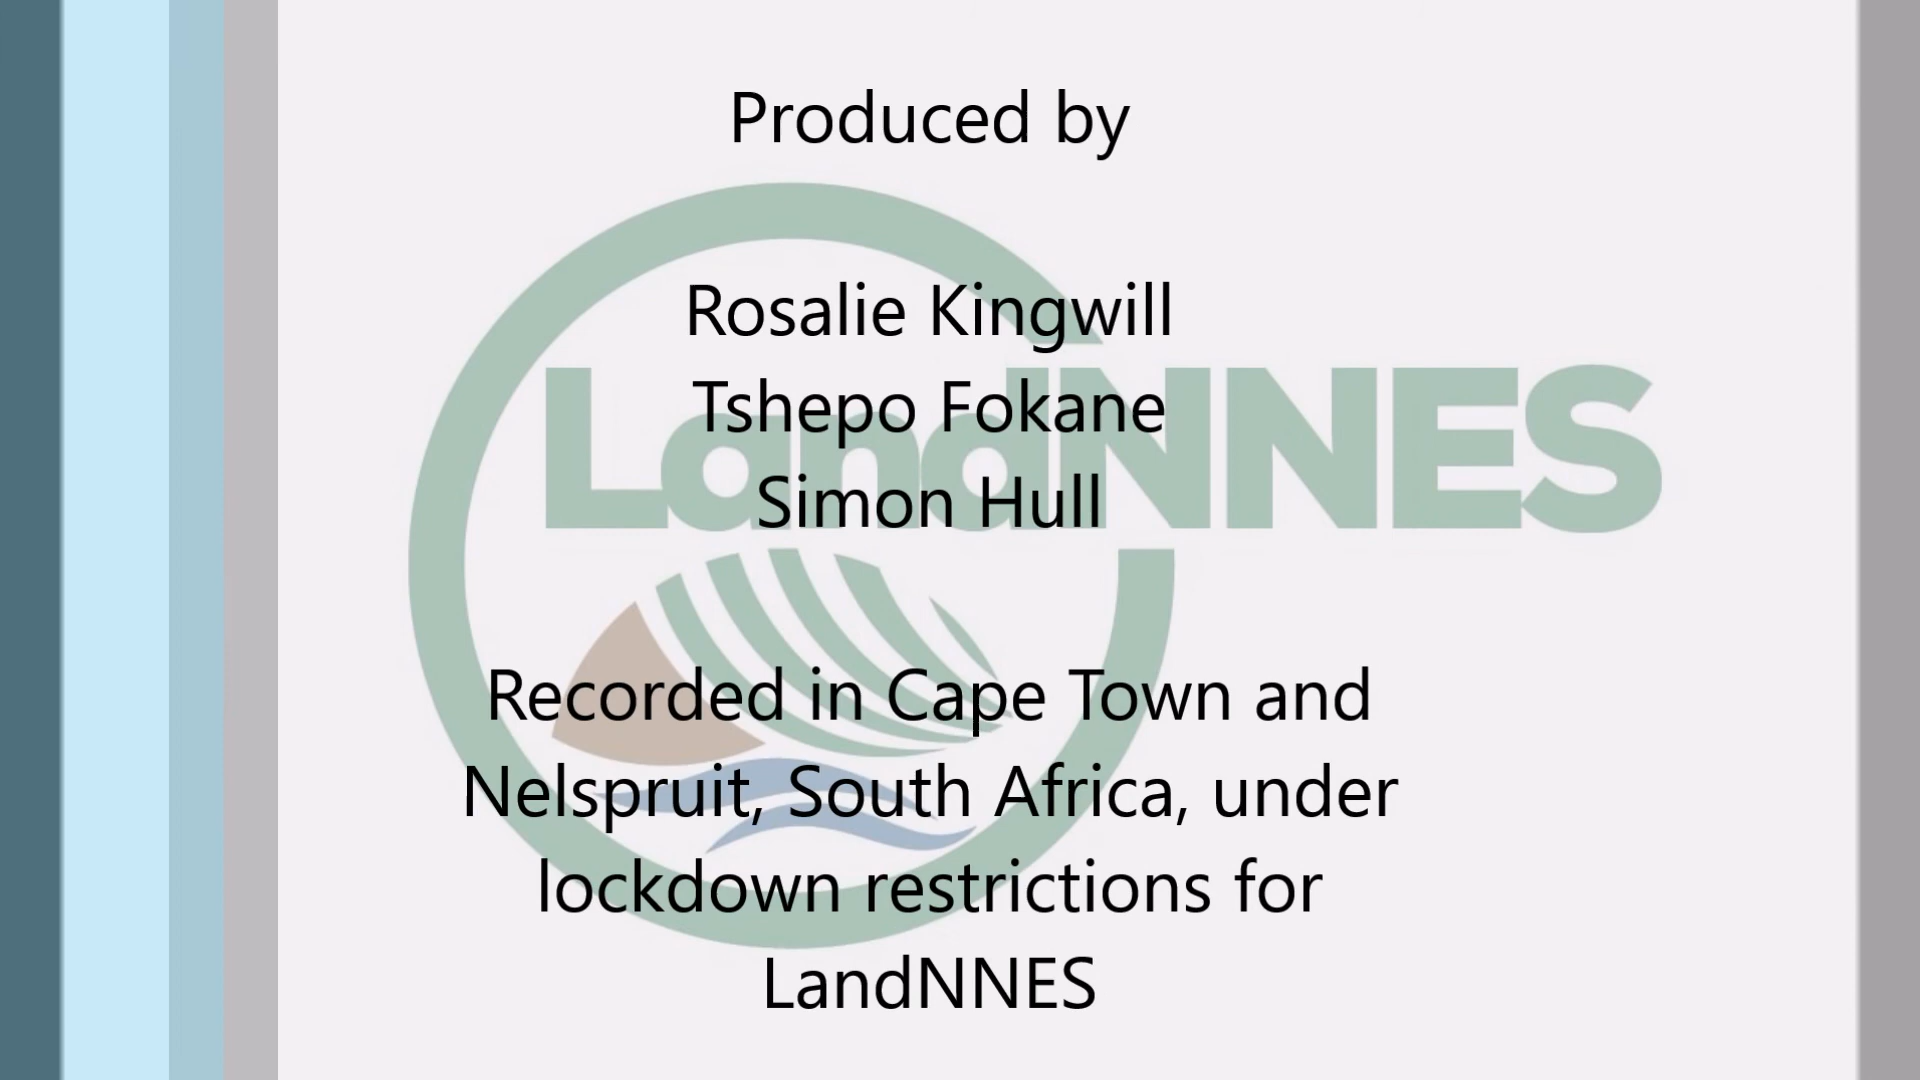 Produced by
Rosalie Kingwill
Tshepo Fokane
Simon Hull
LandNNES
Recorded in Cape Town and
Nelspruit, South Africa, under
lockdown restrictions for
LandNNES